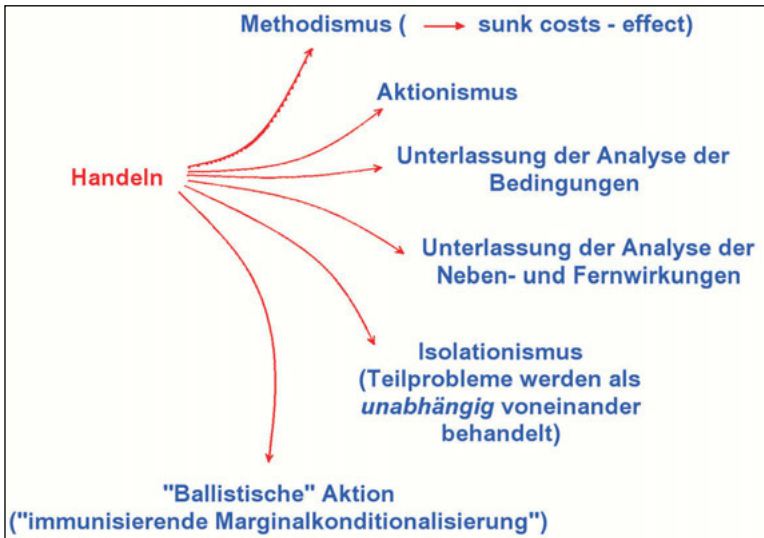 Methodismus ( → sunk costs - effect)
Aktionismus
Handeln
Unterlassung der Analyse der
Bedingungen
Unterlassung der Analyse der
Neben- und Fernwirkungen
Isolationismus
(Teilprobleme werden als
unabhängig voneinander
behandelt)
"Ballistische" Aktion
("immunisierende Marginalkonditionalisierung")